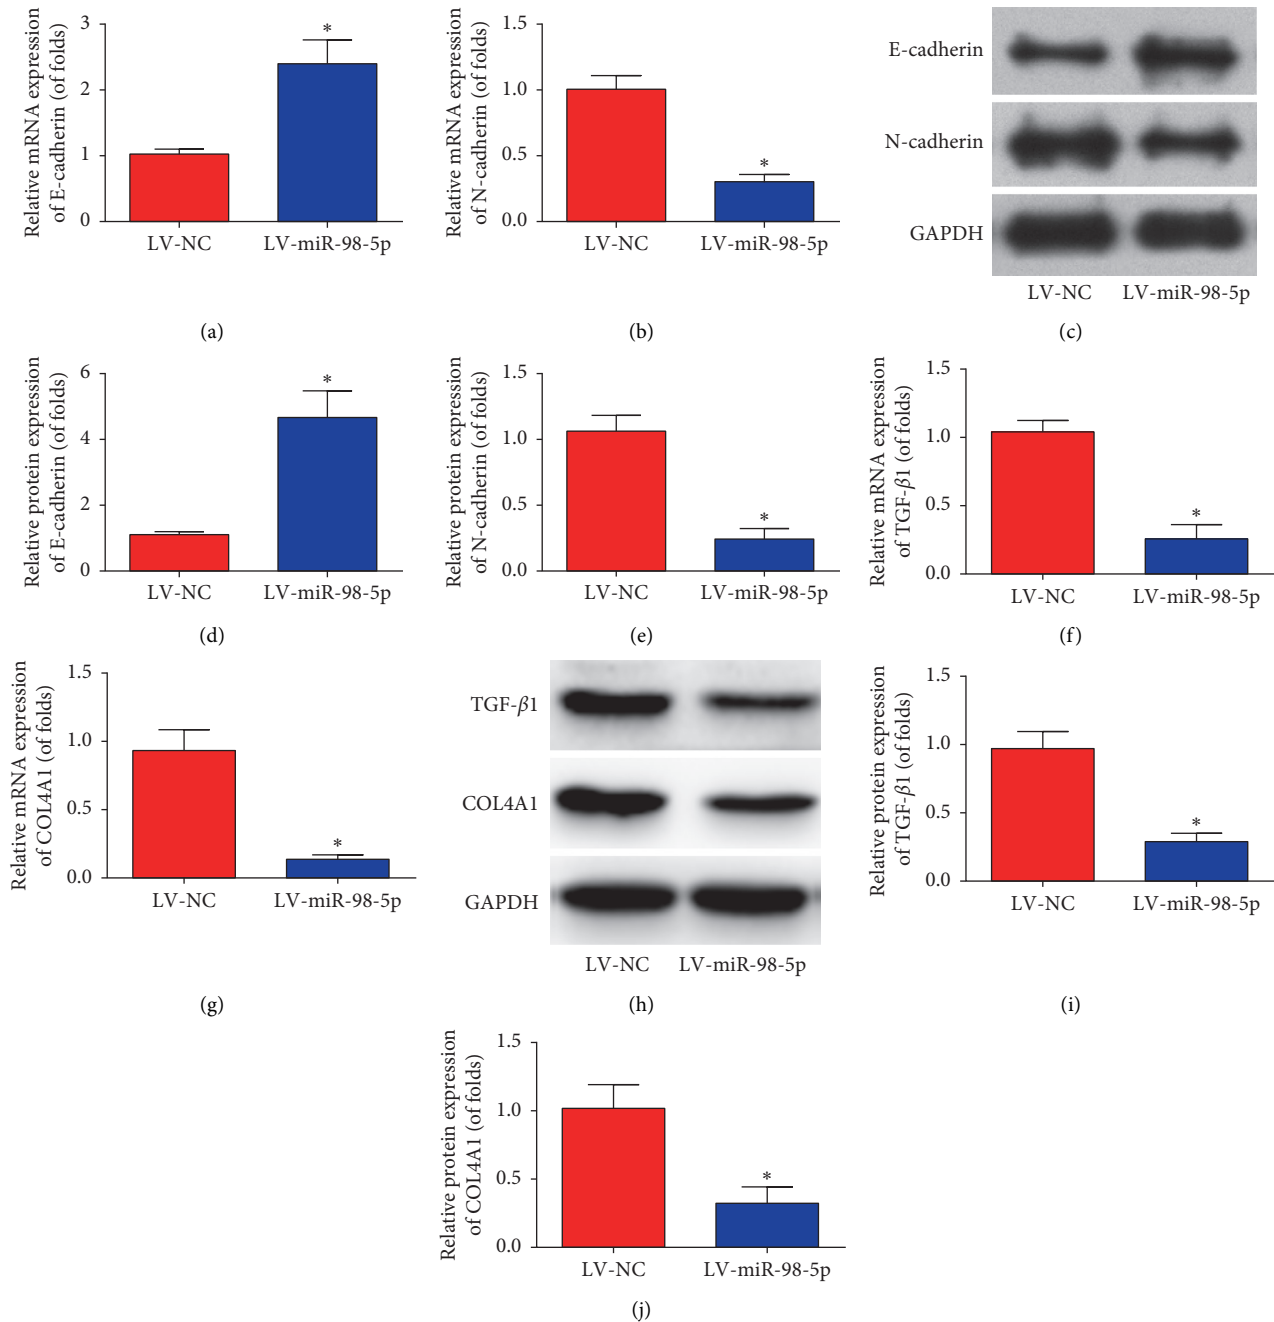 Relative mRNA expression
of E-cadherin (of folds)
3
2
1
0
*
LV-NC
LV-miR-98-5p
(a)
Relative mRNA expression
of N-cadherin (of folds)
1.5
1.0
0.5
0.0
*
LV-NC
LV-miR-98-5p
(b)
E-cadherin
N-cadherin
GAPDH
LV-NC
LV-miR-98-5p
(c)
Relative protein expression
of E-cadherin (of folds)
6
4
2
0
*
LV-NC
LV-miR-98-5p
(d)
Relative protein expression
of N-cadherin (of folds)
1.5
1.0
0.5
0.0
*
LV-NC
LV-miR-98-5p
(e)
Relative mRNA expression
of TGF-β1 (of folds)
1.5
1.0
0.5
0.0
*
LV-NC
LV-miR-98-5p
(f)
Relative mRNA expression
of COL4A1 (of folds)
1.5
1.0
0.5
0.0
*
LV-NC
LV-miR-98-5p
(g)
TGF-β1
COL4A1
GAPDH
LV-NC
LV-miR-98-5p
(h)
Relative protein expression
of TGF-β1 (of folds)
1.5
1.0
0.5
0.0
*
LV-NC
LV-miR-98-5p
(i)
Relative protein expression
of COL4A1 (of folds)
1.5
1.0
0.5
0.0
*
LV-NC
LV-miR-98-5p
(j)